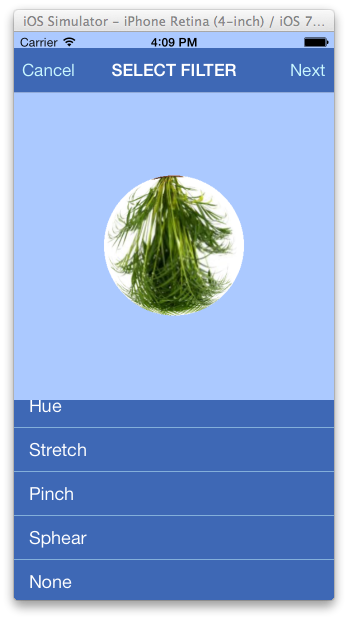 iOS Simulator – iPhone Retina (4-inch) / iOS 7...
Carrier 4:09 PM
Cancel SELECT FILTER Next
Hue
Stretch
Pinch
Sphear
None